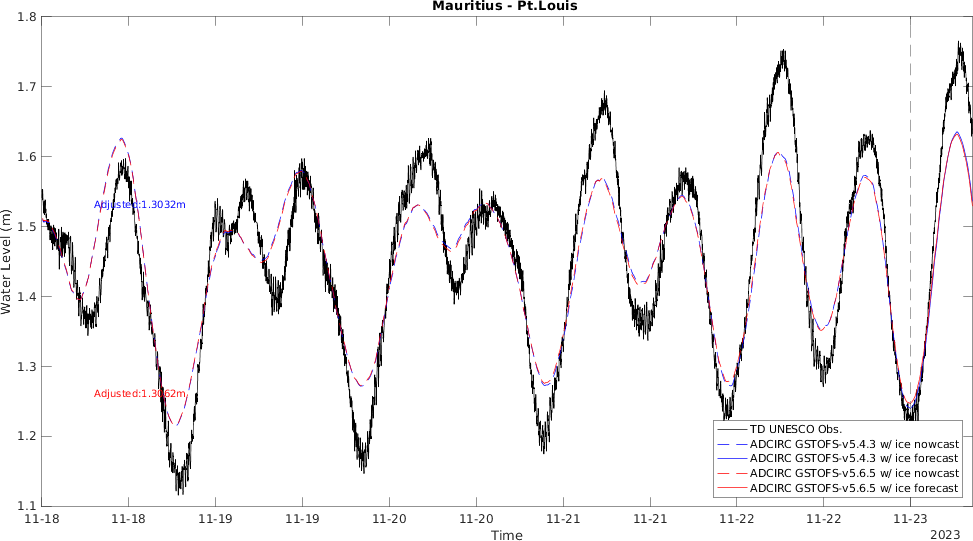 Mauritius - Pt.Louis
Water Level (m)
1.8
1.7
1.6
1.5
1.4
1.3
1.2
1.1
Adjusted:1.3032m
Adjusted:1.3062m
TD UNESCO Obs.
ADCIRC GSTOFS-v5.4.3 w/ ice nowcast
ADCIRC GSTOFS-v5.4.3 w/ ice forecast
ADCIRC GSTOFS-v5.6.5 w/ ice nowcast
ADCIRC GSTOFS-v5.6.5 w/ ice forecast
11-18 11-18 11-19 11-19 11-20 11-20 11-21 11-21 11-22 11-22 11-23
Time
2023